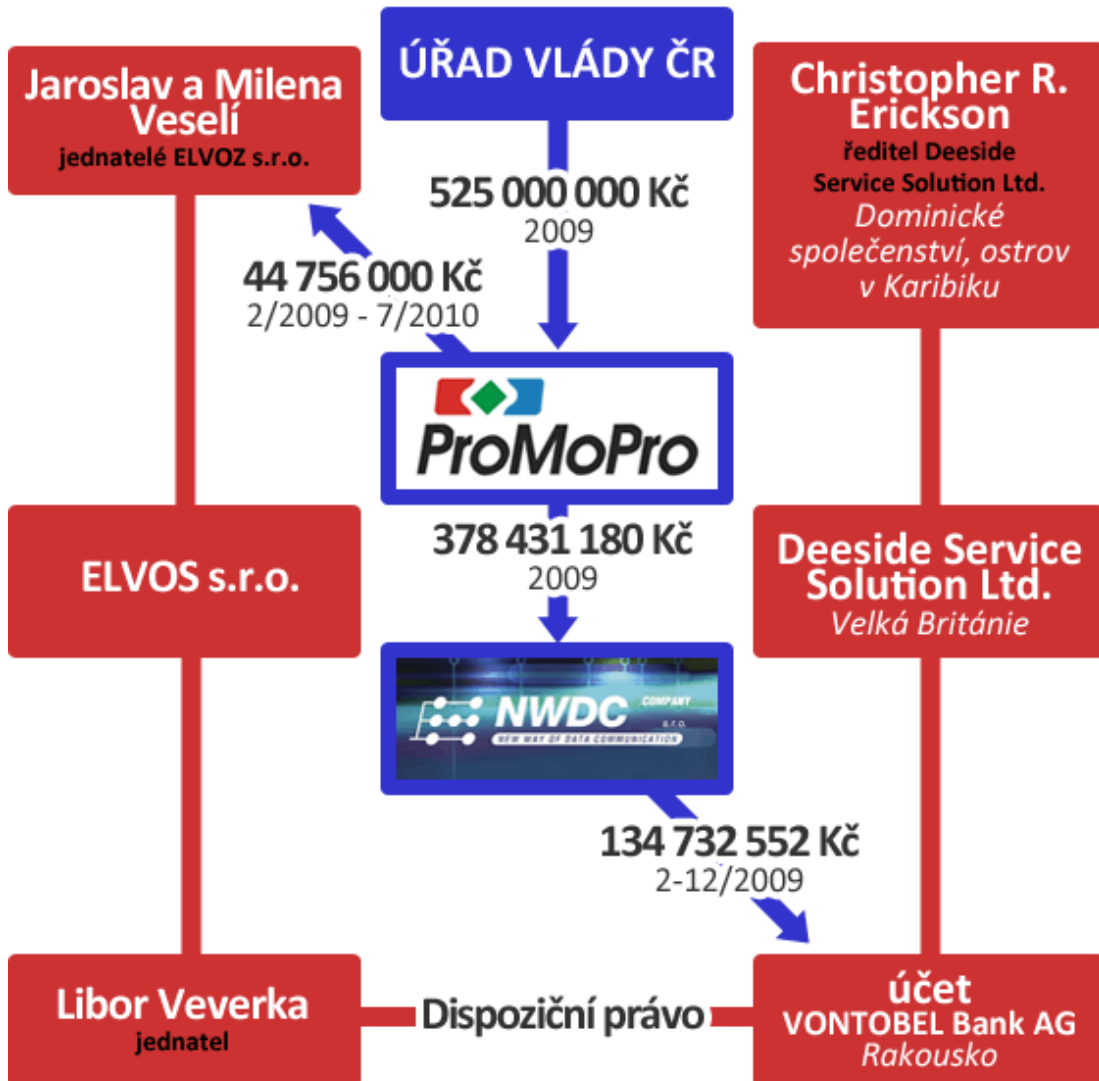 ÚŘAD VLÁDY ČR
Jaroslav a Milena
Veselí
jednatelé ELVOZ s.r.o.
Christopher R.
Erickson
ředitel Deeside
Service Solution Ltd.
Dominické
společenství, ostrov
v Karibiku
525 000 000 Kč
2009
44 756 000 Kč
2/2009 - 7/2010
ProMoPro
378 431 180 Kč
2009
ELVOS s.r.o.
Deeside Service
Solution Ltd.
Velká Británie
NWDC COMPANY
s.r.o.
NEW WAY OF DATA COMMUNICATION
134 732 552 Kč
2-12/2009
Libor Veverka
jednatel
Dispoziční právo
účet
VONTOBEL Bank AG
Rakousko